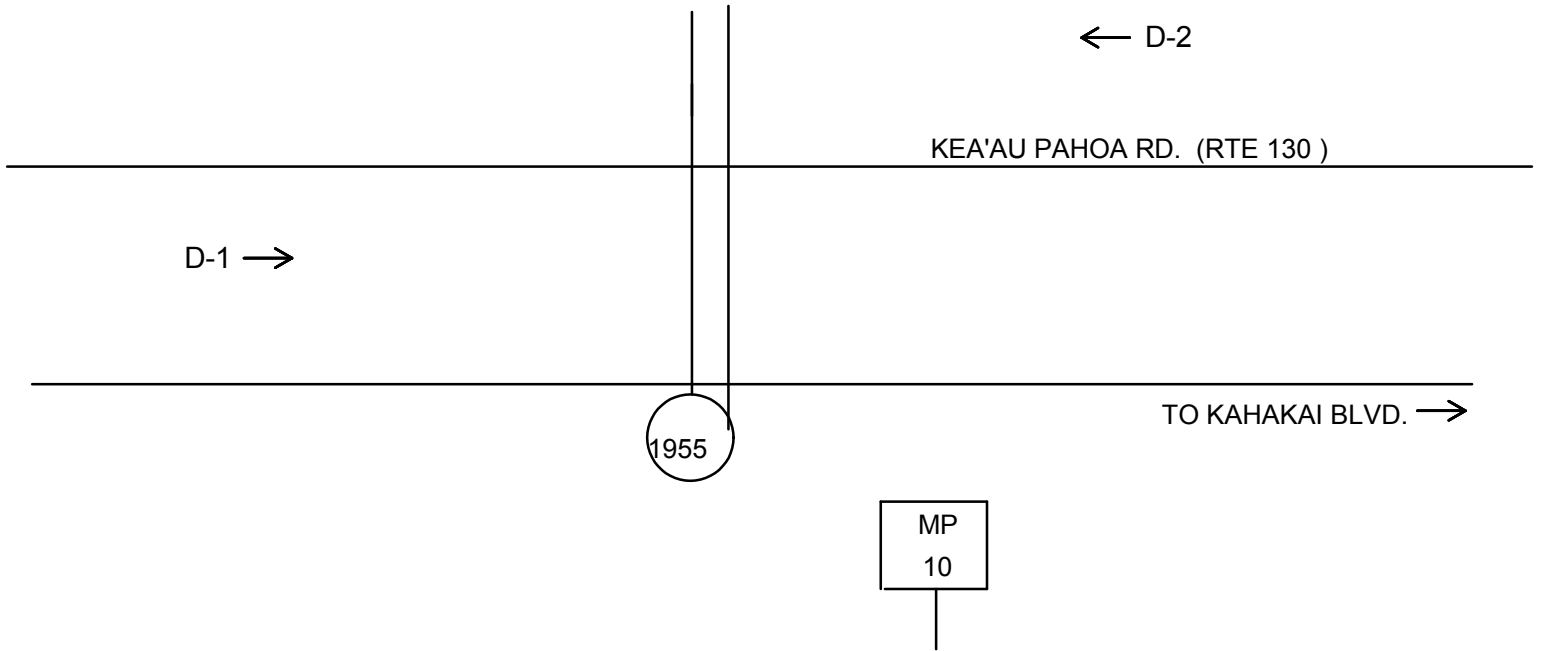 ← D-2
KEA'AU PAHOA RD. (RTE 130 )
D-1 →
TO KAHAKAI BLVD. →
1955
MP
10